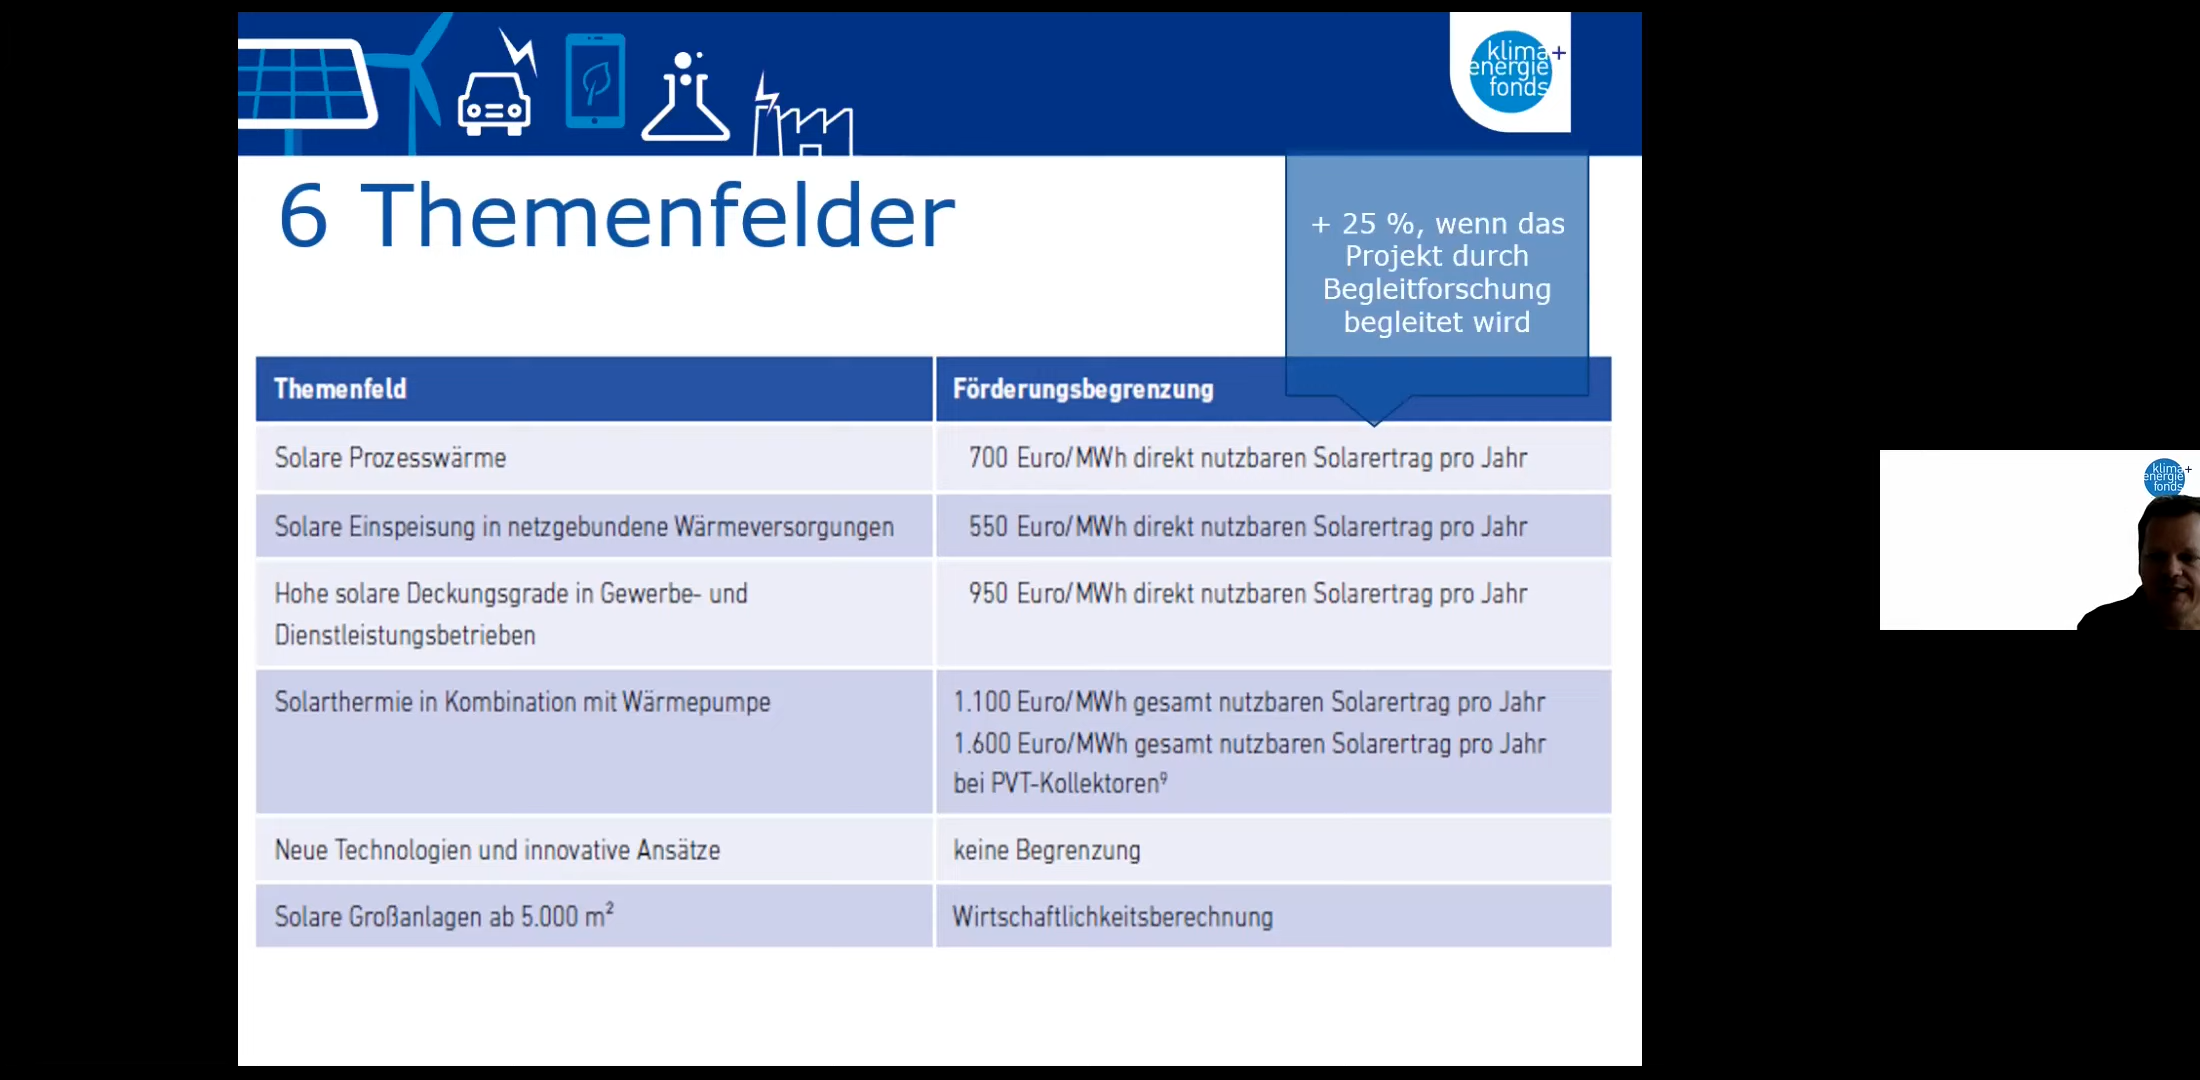 klima+
energie
fonds
6 Themenfelder
+ 25 %, wenn das
Projekt durch
Begleitforschung
begleitet wird
Themenfeld
Förderungsbegrenzung
Solare Prozesswärme
700 Euro/MWh direkt nutzbaren Solarertrag pro Jahr
Solare Einspeisung in netzgebundene Wärmeversorgungen
550 Euro/MWh direkt nutzbaren Solarertrag pro Jahr
Hohe solare Deckungsgrade in Gewerbe- und
Dienstleistungsbetrieben
950 Euro/MWh direkt nutzbaren Solarertrag pro Jahr
Solarthermie in Kombination mit Wärmepumpe
1.100 Euro/MWh gesamt nutzbaren Solarertrag pro Jahr
1.600 Euro/MWh gesamt nutzbaren Solarertrag pro Jahr
bei PVT-Kollektoren⁹
Neue Technologien und innovative Ansätze
keine Begrenzung
Solare Großanlagen ab 5.000 m²
Wirtschaftlichkeitsberechnung
klima+
energie
fonds